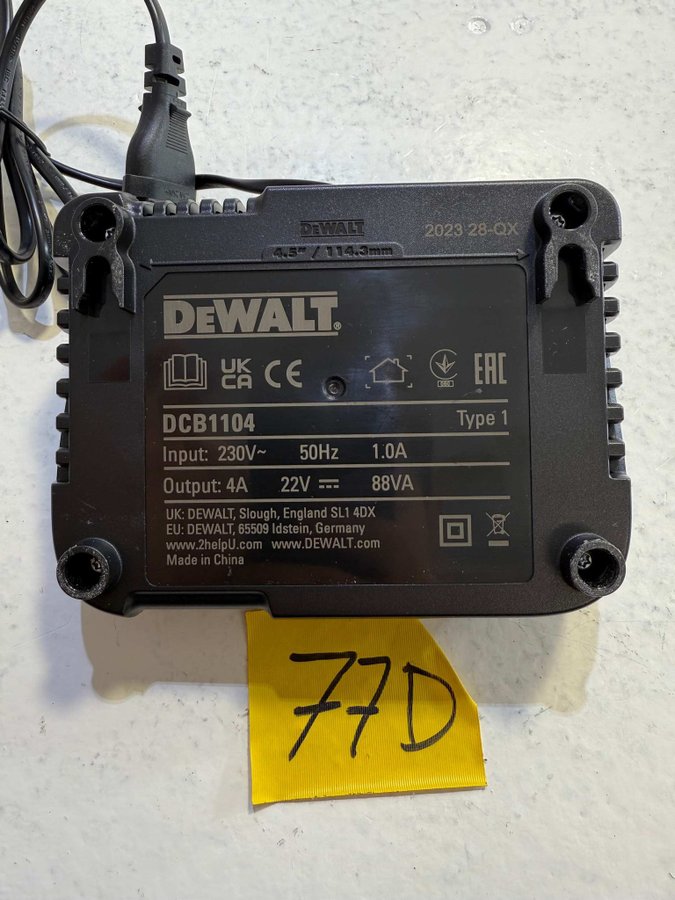 DEWALT
4.5" / 114.3mm
2023 28-QX
DEWALT®
UK CA CE EAC
DCB1104 Type 1
Input: 230V~ 50Hz 1.0A
Output: 4A 22V ⎓ 88VA
UK: DEWALT, Slough, England SL1 4DX
EU: DEWALT, 65509 Idstein, Germany
www.2helpU.com www.DEWALT.com
Made in China
77D